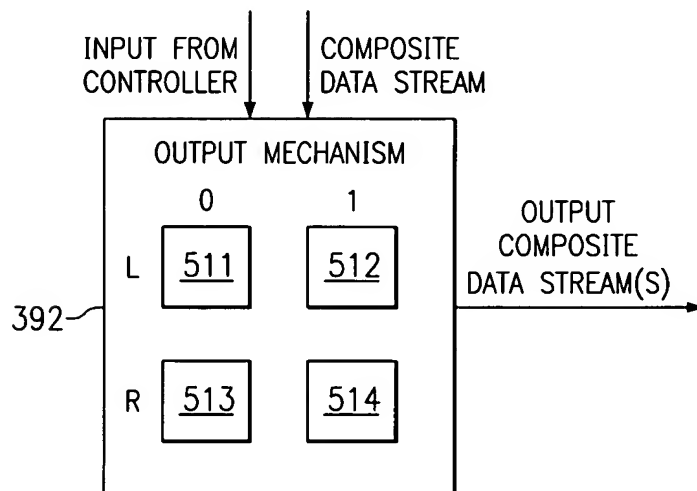 INPUT FROM
CONTROLLER
COMPOSITE
DATA STREAM
OUTPUT MECHANISM
0 1
L 511 512
R 513 514
392
OUTPUT
COMPOSITE
DATA STREAM(S)